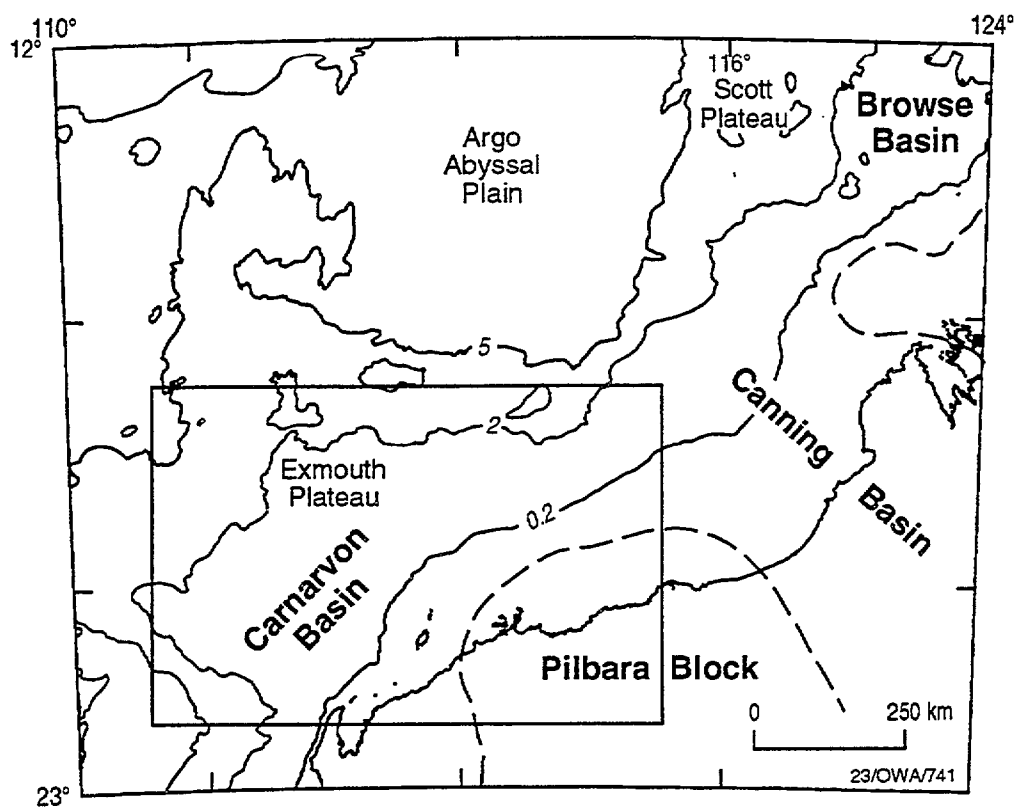 110°
124°
12°
116°
Scott
Plateau
Browse
Basin
Argo
Abyssal
Plain
5
2
Canning
Basin
Exmouth
Plateau
0.2
Carnarvon
Basin
Pilbara Block
0 250 km
23/OWA/741
23°